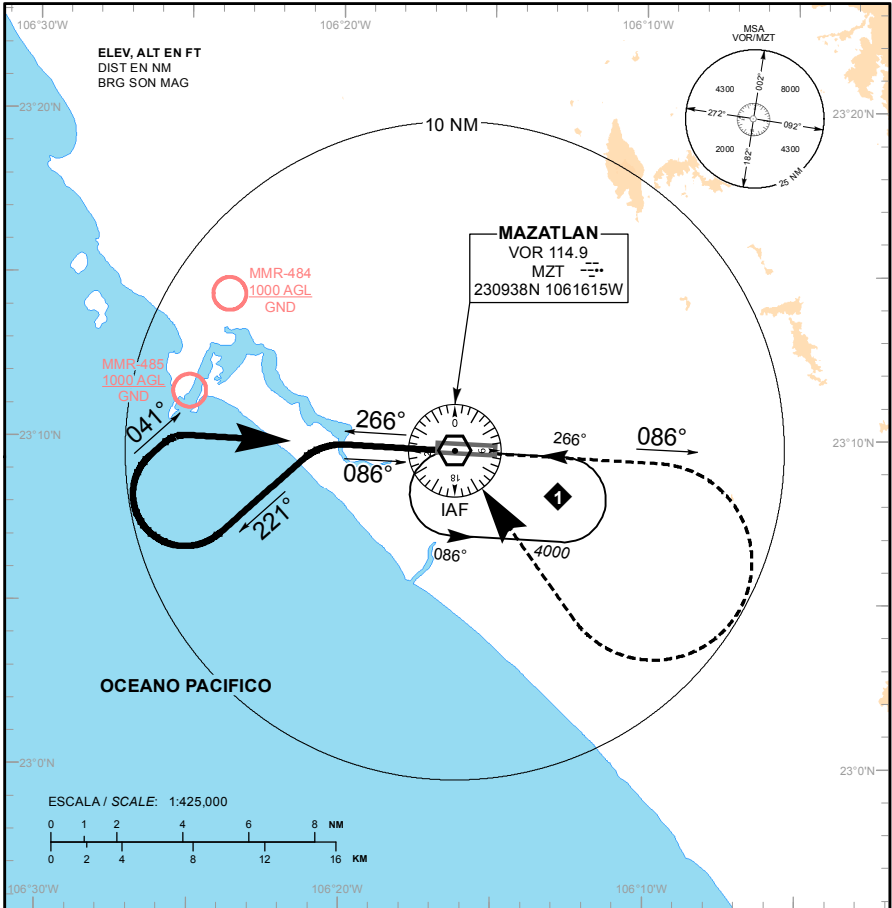 106°30'W
106°20'W
106°10'W
ELEV, ALT EN FT
DIST EN NM
BRG SON MAG
MSA
VOR/MZT
002°
4300
8000
272°
092°
182°
2000
4300
25 NM
23°20'N
23°20'N
10 NM
MAZATLAN
VOR 114.9
MZT
230938N 1061615W
MMR-484
1000 AGL
GND
MMR-485
1000 AGL
GND
041°
266°
086°
221°
0
9
18
IAF
266°
086°
1
086°
4000
23°10'N
23°10'N
OCEANO PACIFICO
23°0'N
23°0'N
ESCALA / SCALE: 1:425,000
0 1 2 4 6 8 NM
0 2 4 8 12 16 KM
106°30'W
106°20'W
106°10'W